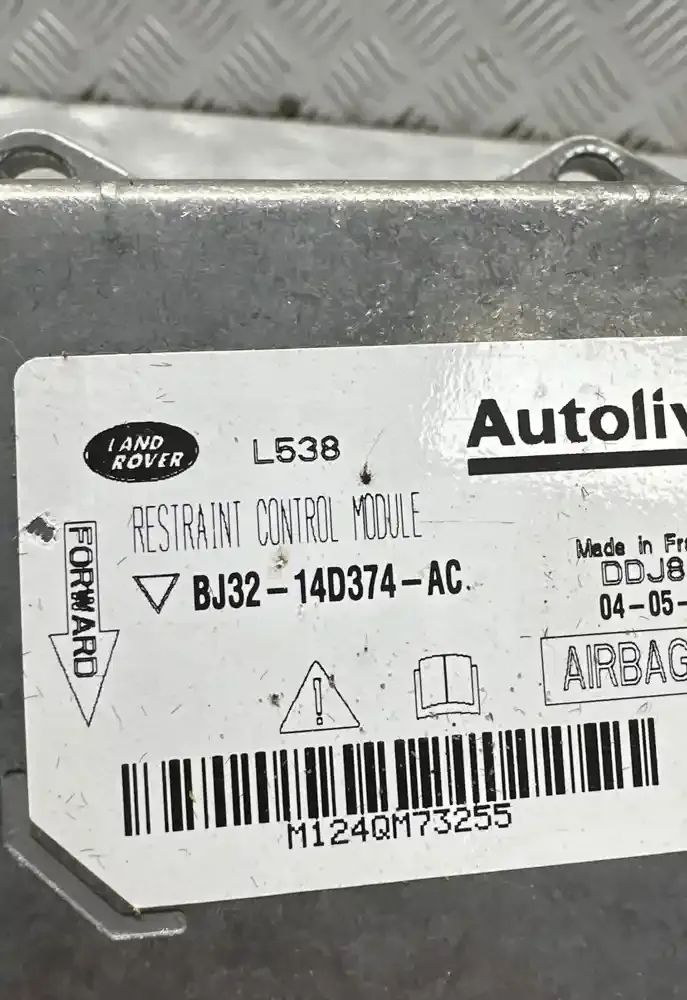 LAND
ROVER
L538
Autoliv
RESTRAINT CONTROL MODULE
FORWARD
BJ32-14D374-AC
Made in Fr
DDJ8
04-05-
AIRBAG
M124QM73255